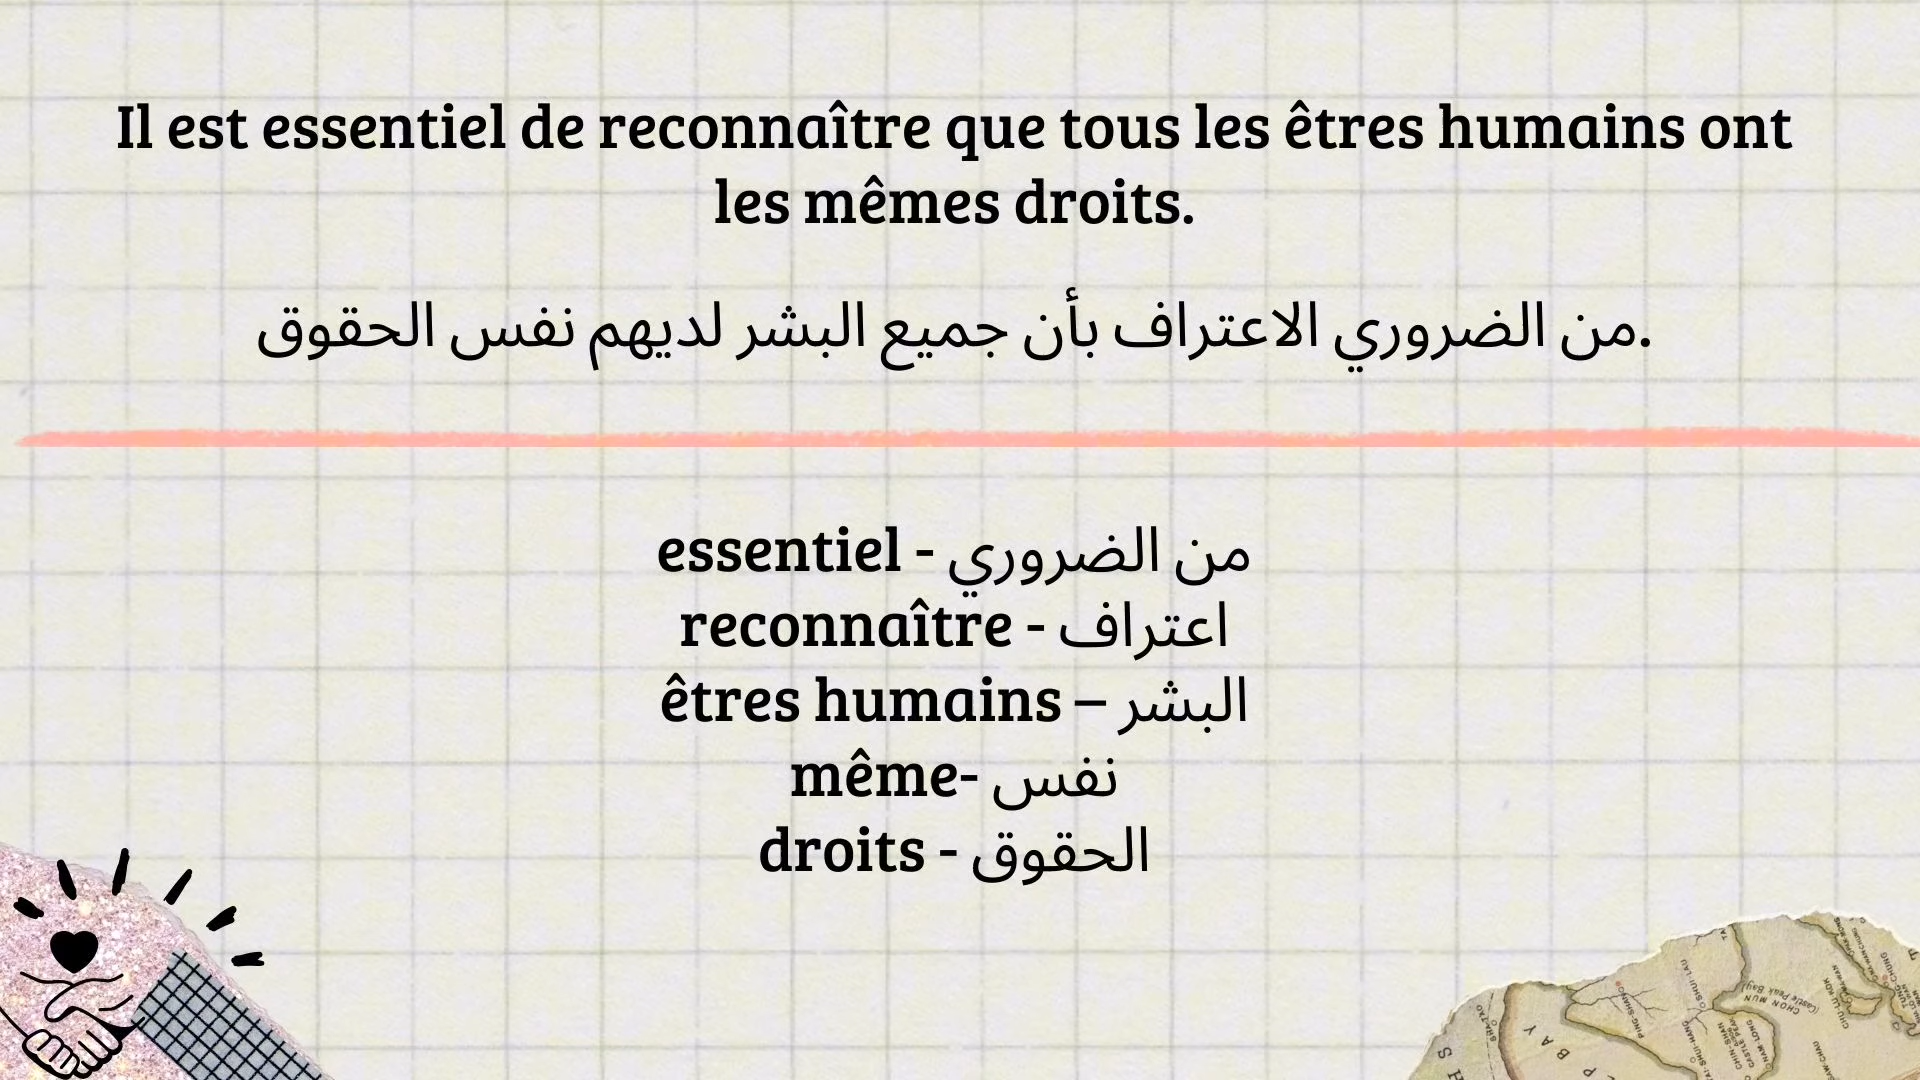 Il est essentiel de reconnaître que tous les êtres humains ont
les mêmes droits.
من الضروري الاعتراف بأن جميع البشر لديهم نفس الحقوق.
essentiel - من الضروري
reconnaître - اعتراف
êtres humains – البشر
même- نفس
droits - الحقوق